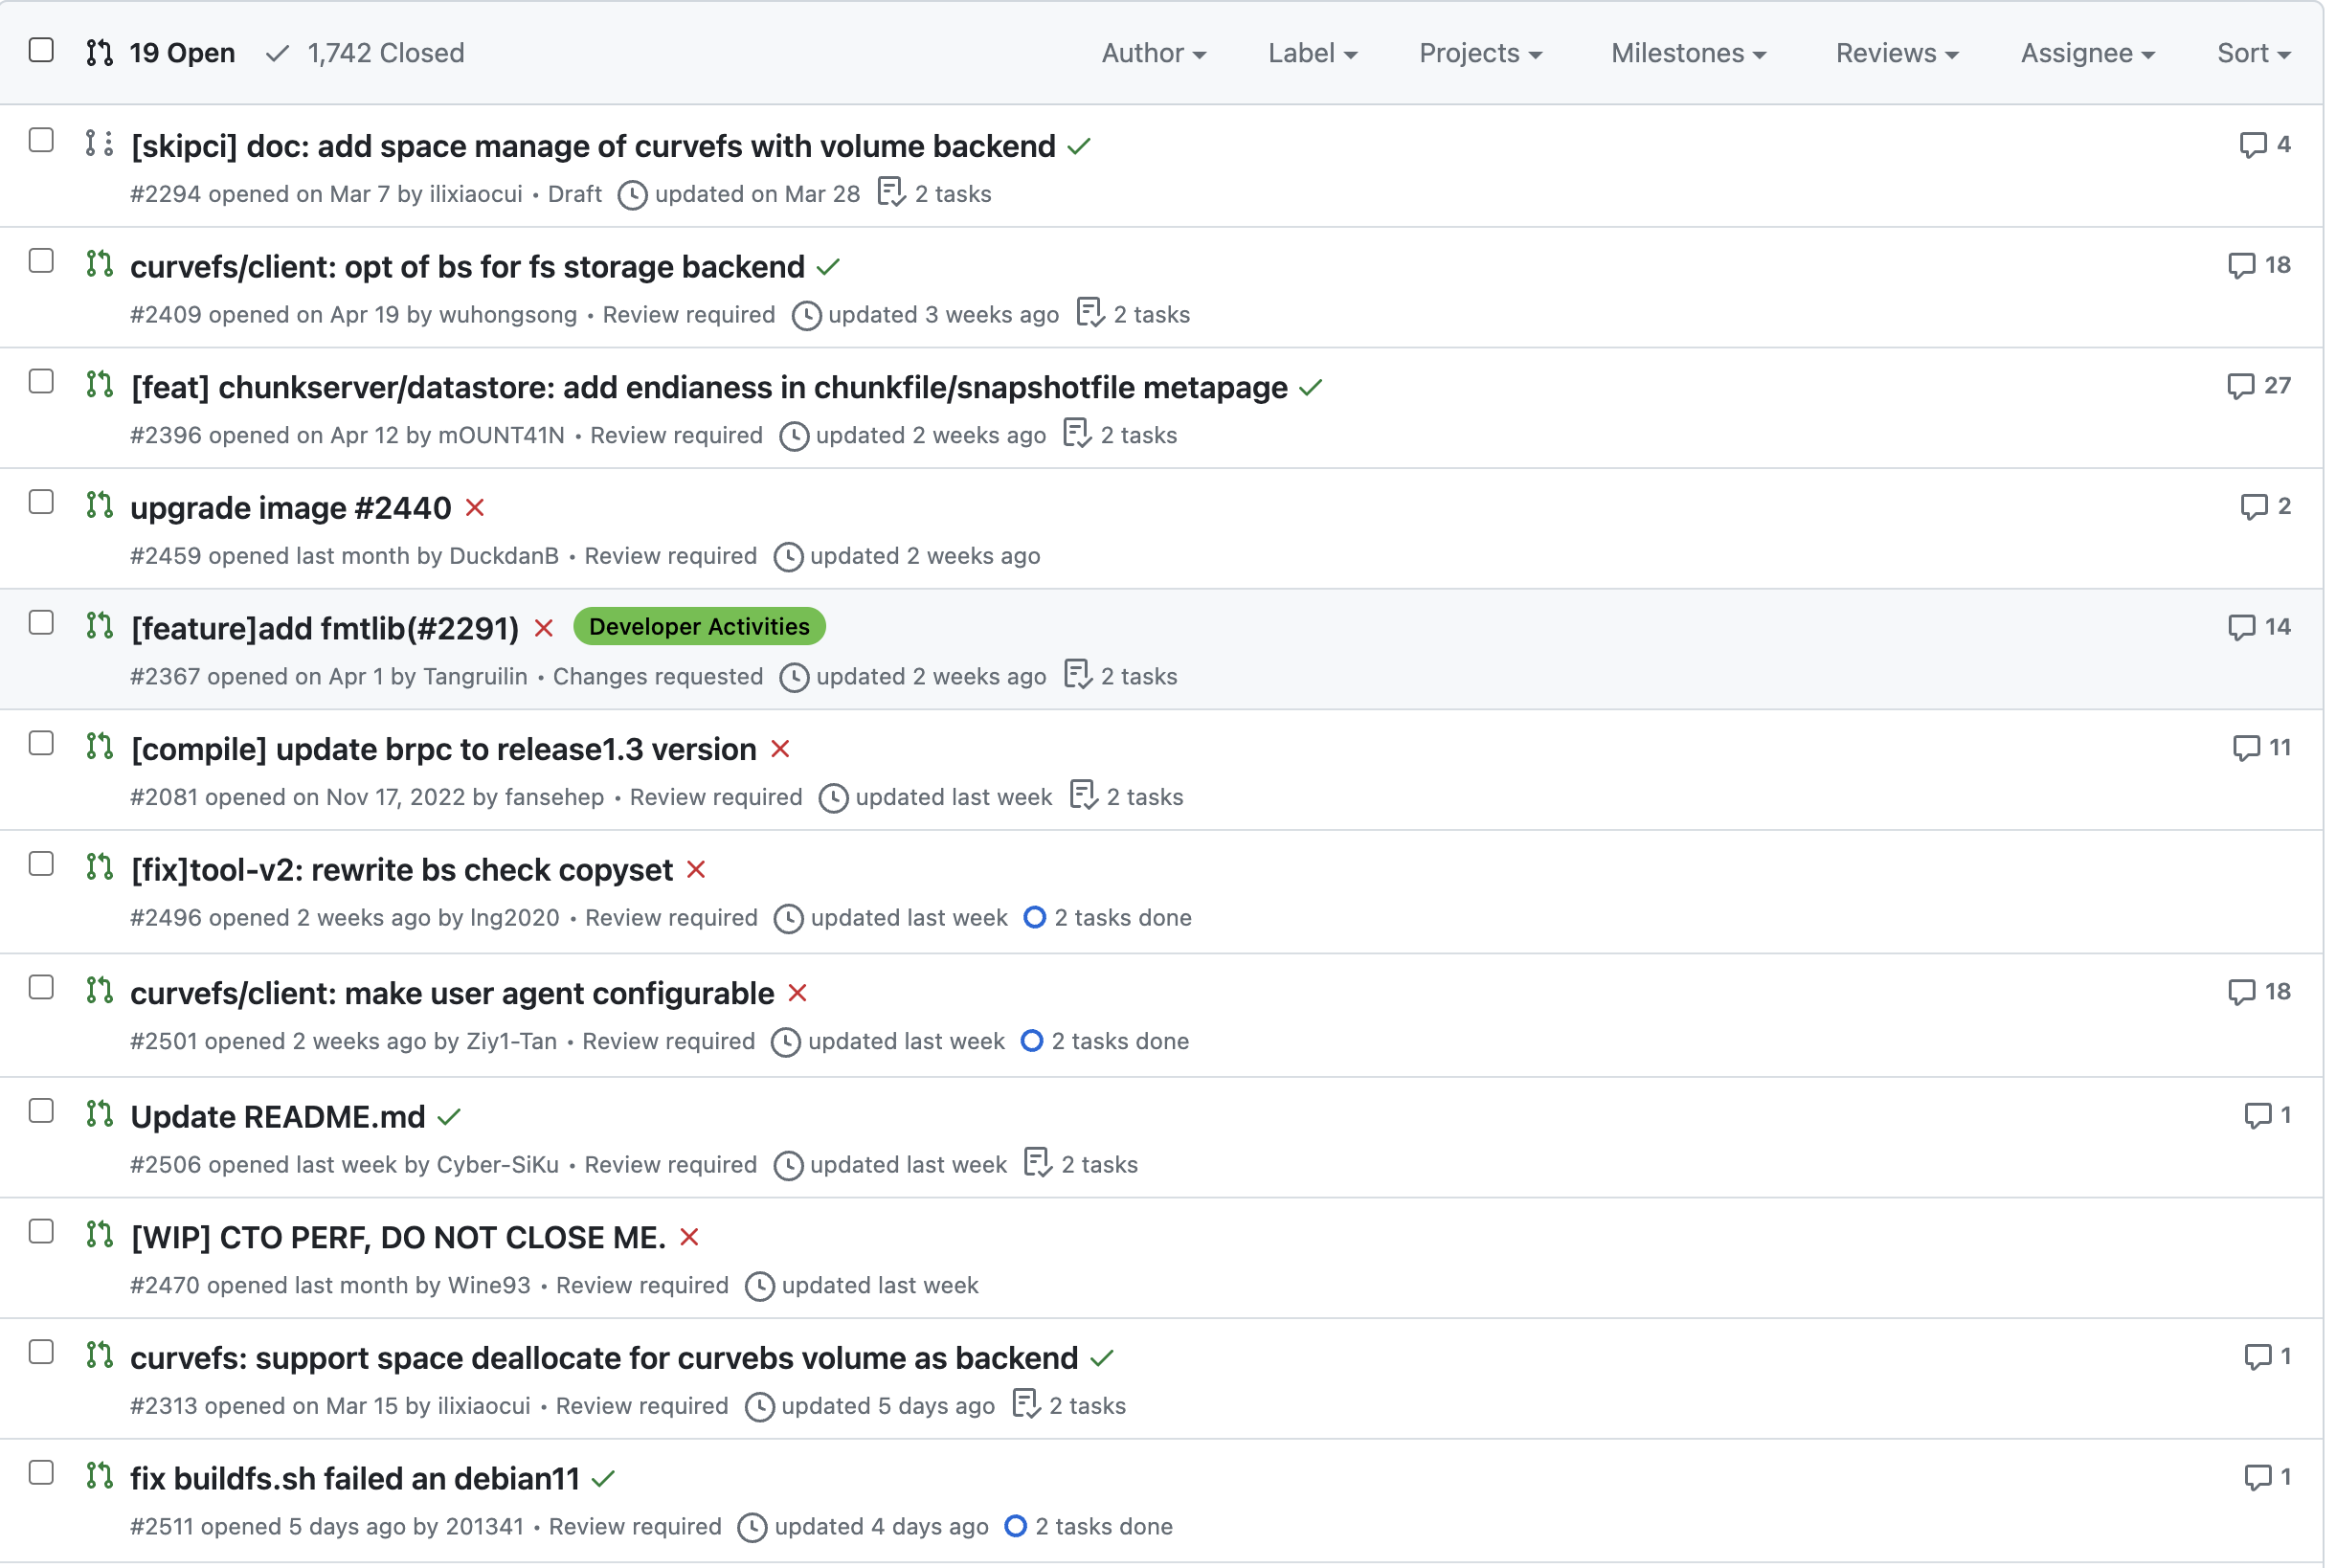 19 Open 1,742 Closed Author Label Projects Milestones Reviews Assignee Sort
[skipci] doc: add space manage of curvefs with volume backend 4
#2294 opened on Mar 7 by ilixiaocui • Draft updated on Mar 28 2 tasks
curvefs/client: opt of bs for fs storage backend 18
#2409 opened on Apr 19 by wuhongsong • Review required updated 3 weeks ago 2 tasks
[feat] chunkserver/datastore: add endianess in chunkfile/snapshotfile metapage 27
#2396 opened on Apr 12 by mOUNT41N • Review required updated 2 weeks ago 2 tasks
upgrade image #2440 2
#2459 opened last month by DuckdanB • Review required updated 2 weeks ago
[feature]add fmtlib(#2291) Developer Activities 14
#2367 opened on Apr 1 by Tangruilin • Changes requested updated 2 weeks ago 2 tasks
[compile] update brpc to release1.3 version 11
#2081 opened on Nov 17, 2022 by fansehep • Review required updated last week 2 tasks
[fix]tool-v2: rewrite bs check copyset
#2496 opened 2 weeks ago by lng2020 • Review required updated last week 2 tasks done
curvefs/client: make user agent configurable 18
#2501 opened 2 weeks ago by Ziy1-Tan • Review required updated last week 2 tasks done
Update README.md 1
#2506 opened last week by Cyber-SiKu • Review required updated last week 2 tasks
[WIP] CTO PERF, DO NOT CLOSE ME.
#2470 opened last month by Wine93 • Review required updated last week
curvefs: support space deallocate for curvebs volume as backend 1
#2313 opened on Mar 15 by ilixiaocui • Review required updated 5 days ago 2 tasks
fix buildfs.sh failed an debian11 1
#2511 opened 5 days ago by 201341 • Review required updated 4 days ago 2 tasks done